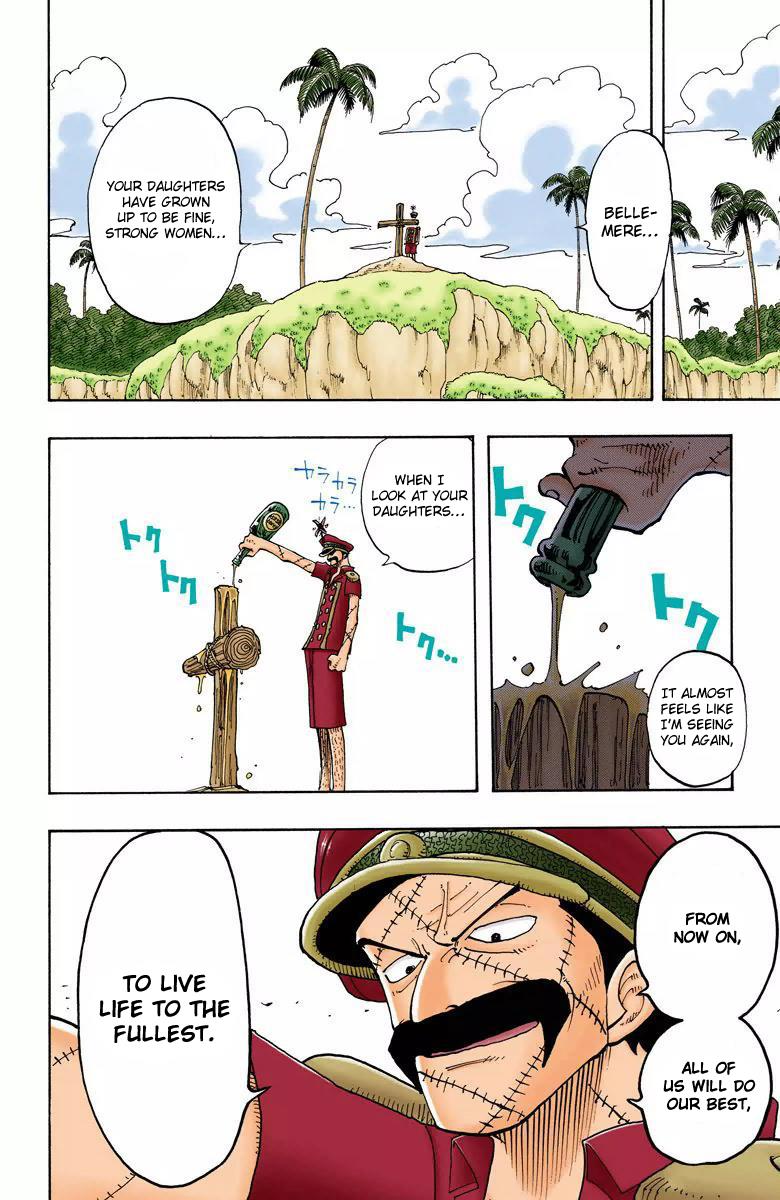 BELLE-
MERE...
YOUR DAUGHTERS
HAVE GROWN
UP TO BE FINE,
STRONG WOMEN...
トク
トク
IT ALMOST
FEELS LIKE
I'M SEEING
YOU AGAIN,
WHEN I
LOOK AT YOUR
DAUGHTERS...
カラカラ
カラ...
トク
トク
トク...
FROM
NOW ON,
ALL OF
US WILL DO
OUR BEST,
TO LIVE
LIFE TO THE
FULLEST.